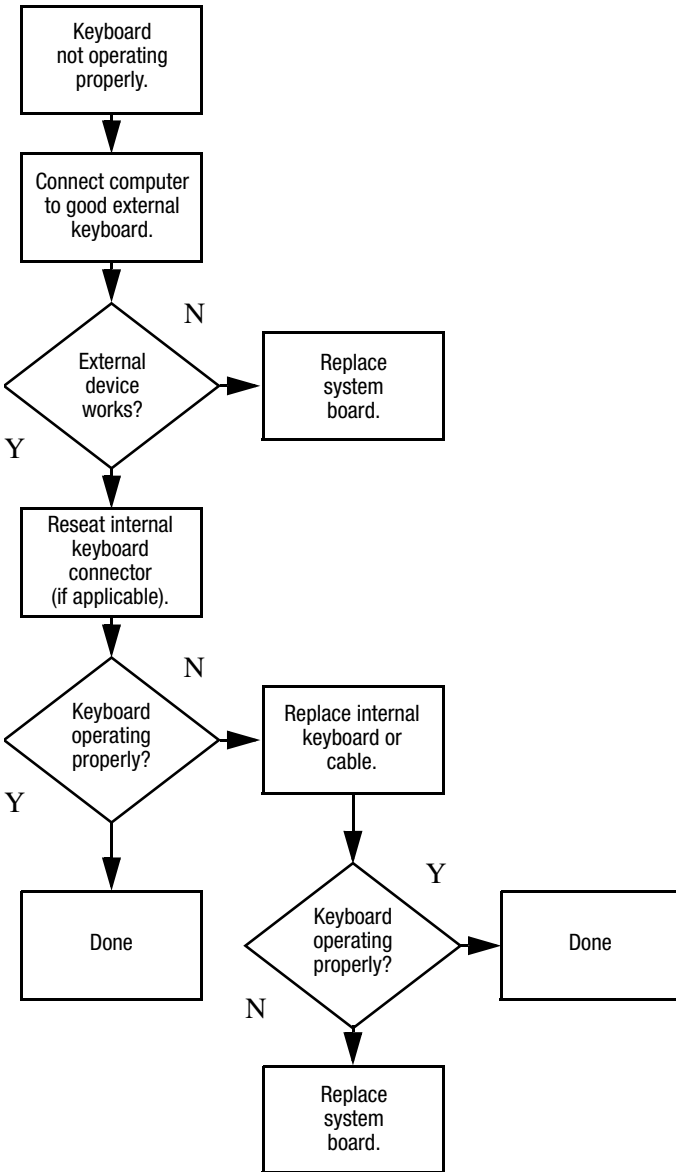 Keyboard
not operating
properly.
Connect computer
to good external
keyboard.
N
External
device
works?
Replace
system
board.
Y
Reseat internal
keyboard
connector
(if applicable).
N
Keyboard
operating
properly?
Replace internal
keyboard or
cable.
Y
Y
Done
Keyboard
operating
properly?
Done
N
Replace
system
board.